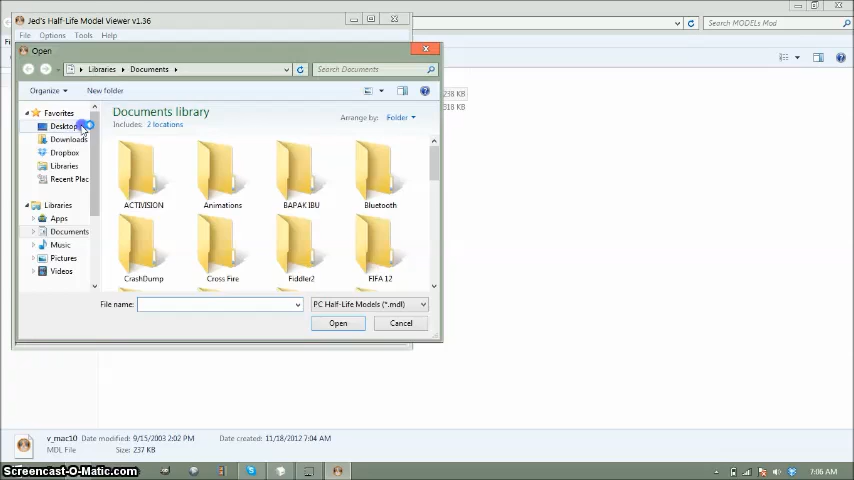 Jed's Half-Life Model Viewer v1.36
File Options Tools Help
Search MODELs Mod
Open
Libraries Documents
Search Documents
Organize New folder
238 KB
518 KB
Favorites
Desktop
Downloads
Dropbox
Libraries
Recent Plac
Libraries
Apps
Documents
Music
Pictures
Videos
Documents library
Includes: 2 locations
Arrange by: Folder
ACTIVISION Animations BAPAK IBU Bluetooth
CrashDump Cross Fire Fiddler2 FIFA 12
File name: PC Half-Life Models (*.mdl)
Open Cancel
v_mac10 Date modified: 9/15/2003 2:02 PM Date created: 11/18/2012 7:04 AM
MDL File Size: 237 KB
Screencast-O-Matic.com
7:06 AM